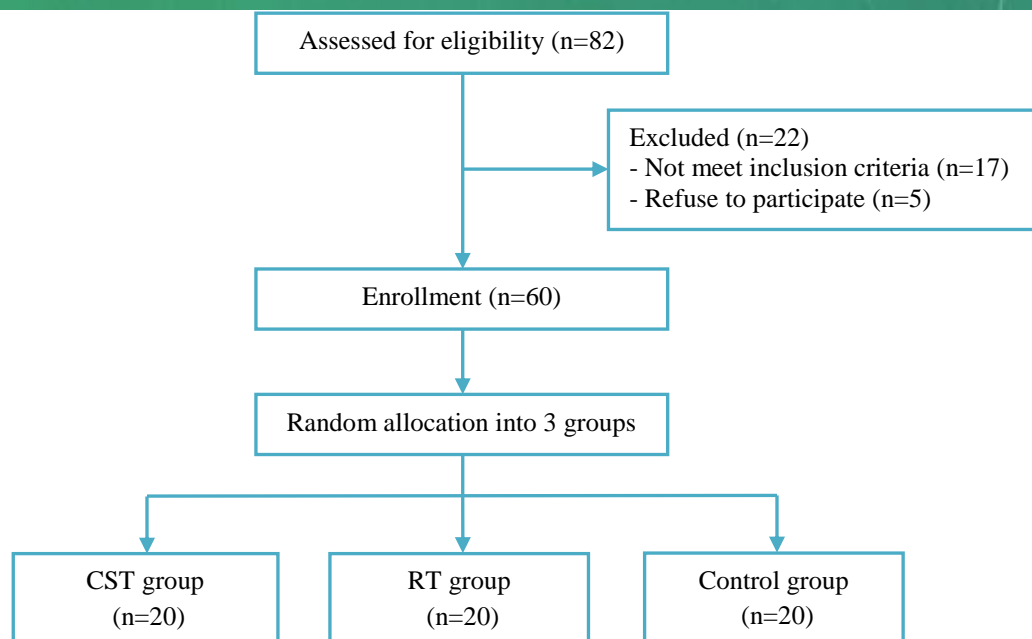 Assessed for eligibility (n=82)
Excluded (n=22)
- Not meet inclusion criteria (n=17)
- Refuse to participate (n=5)
Enrollment (n=60)
Random allocation into 3 groups
CST group
(n=20)
RT group
(n=20)
Control group
(n=20)